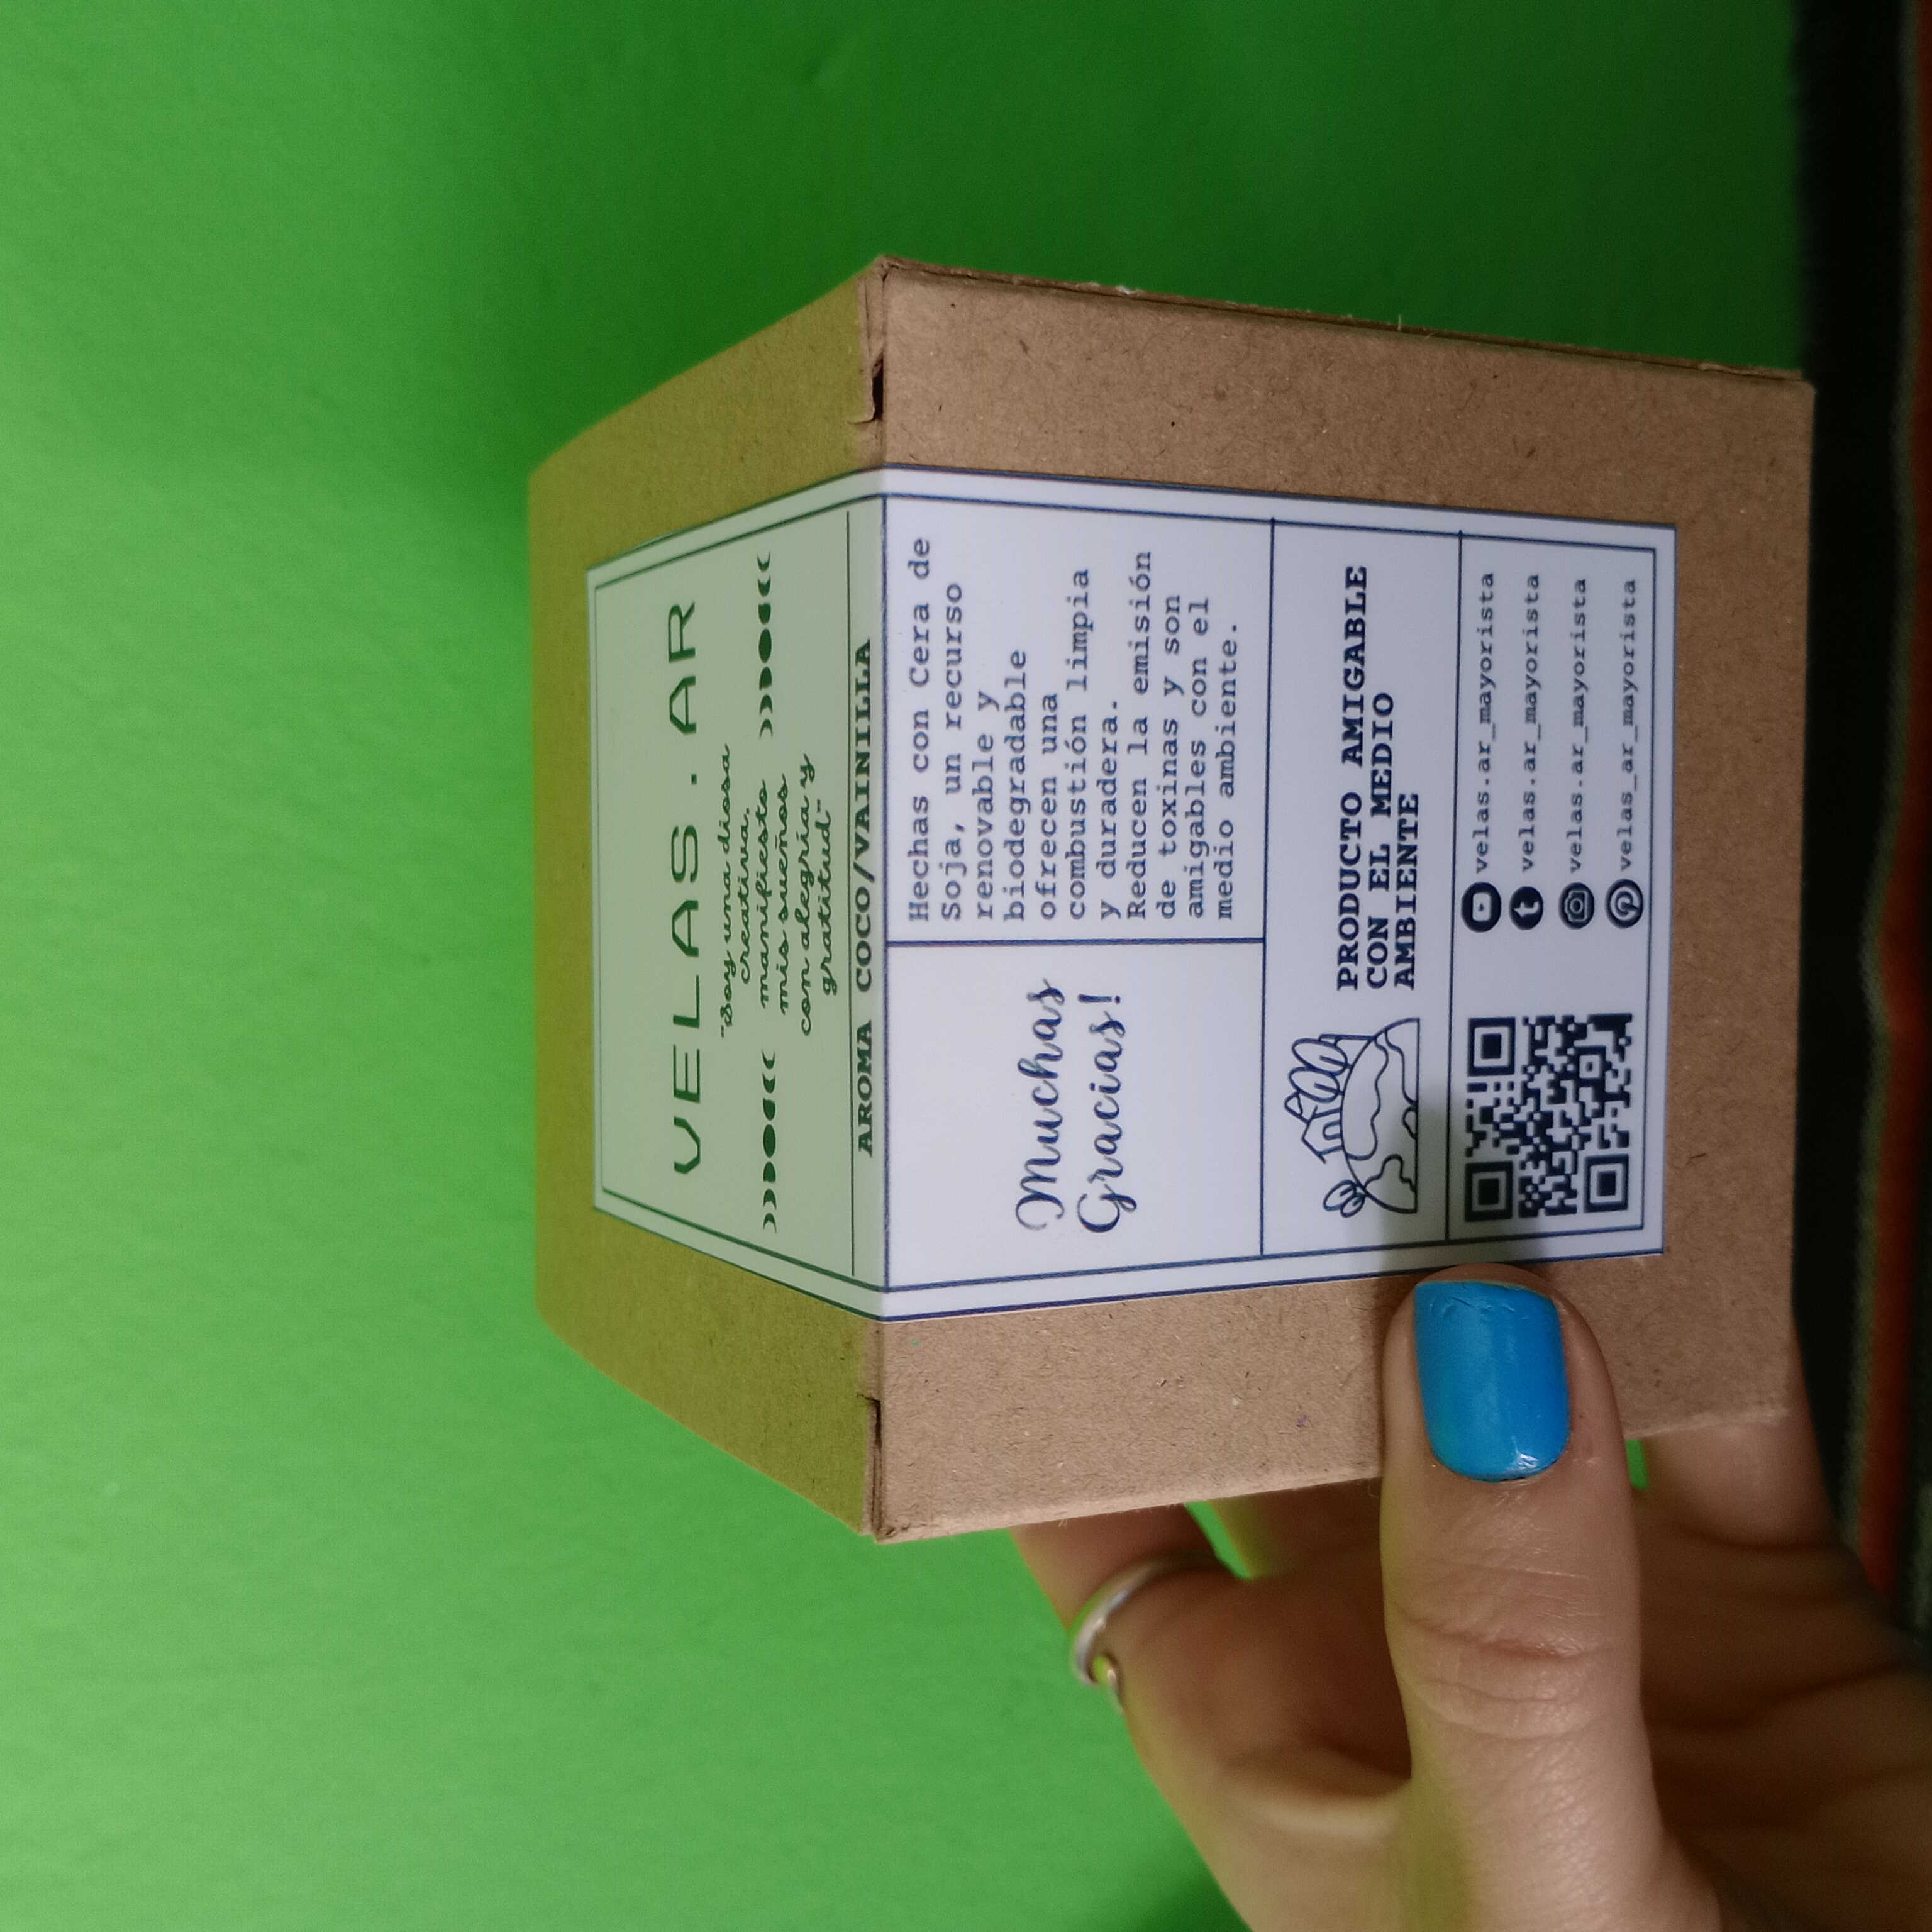 VELAS.AR
"Soy una diosa
creativa,
manifiesto
mis sueños
con alegría y
gratitud"
AROMA COCO/VAINILLA
Muchas
Gracias!
Hechas con Cera de
Soja, un recurso
renovable y
biodegradable
ofrecen una
combustión limpia
y duradera.
Reducen la emisión
de toxinas y son
amigables con el
medio ambiente.
PRODUCTO AMIGABLE
CON EL MEDIO
AMBIENTE
velas.ar_mayorista
velas.ar_mayorista
velas.ar_mayorista
velas_ar_mayorista